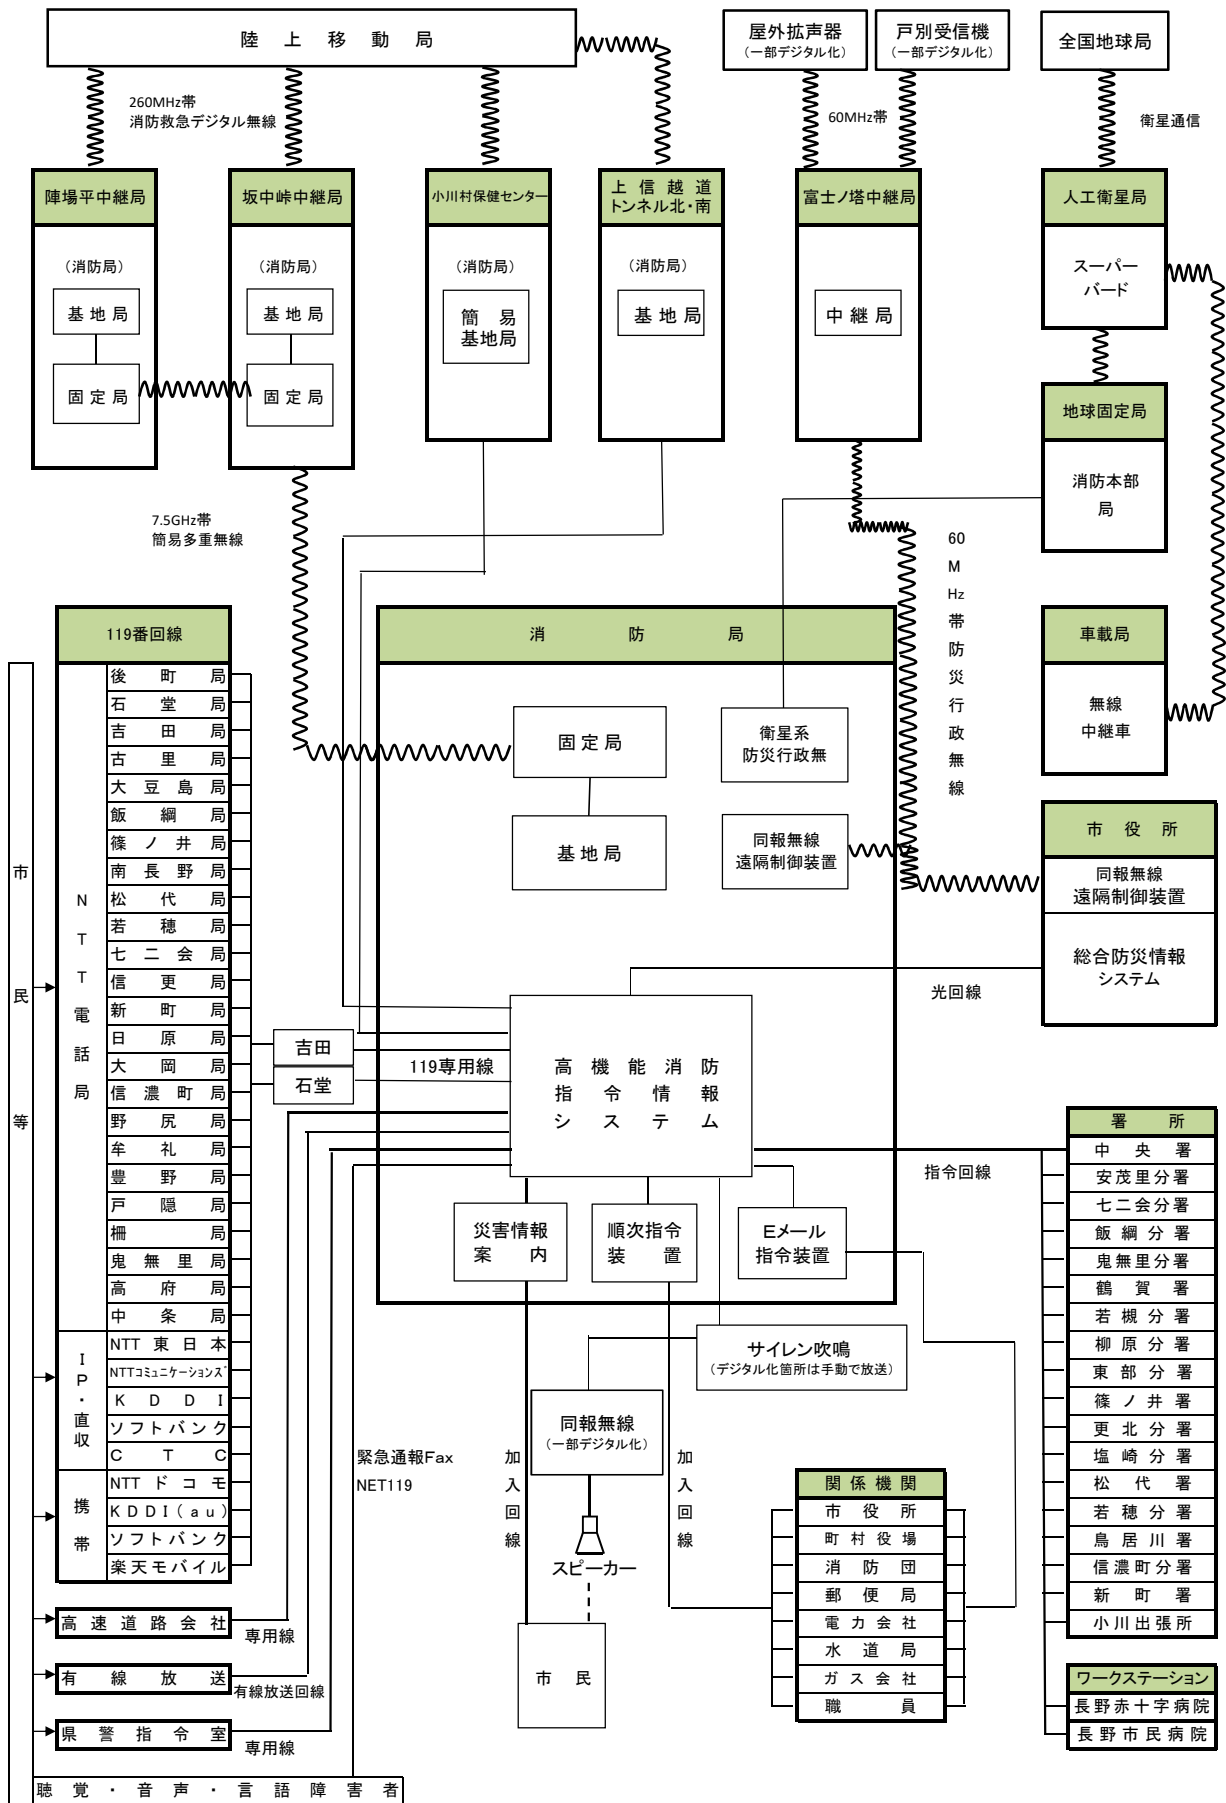 陸上移動局
屋外拡声器
(一部デジタル化)
戸別受信機
(一部デジタル化)
全国地球局
260MHz帯
消防救急デジタル無線
60MHz帯
衛星通信
陣場平中継局
(消防局)
基地局
固定局
坂中峠中継局
(消防局)
基地局
固定局
小川村保健センター
(消防局)
簡易
基地局
上信越道
トンネル北・南
(消防局)
基地局
富士ノ塔中継局
中継局
人工衛星局
スーパー
バード
地球固定局
消防本部
局
7.5GHz帯
簡易多重無線
60MHz帯防災行政無線
車載局
無線
中継車
市役所
同報無線
遠隔制御装置
総合防災情報
システム
光回線
消防局
固定局
基地局
衛星系
防災行政無
同報無線
遠隔制御装置
高機能消防
指令情報
システム
災害情報
案内
順次指令
装置
Eメール
指令装置
市民等
119番回線
NTT電話局
後町局
石堂局
吉田局
古里局
大豆島局
飯綱局
篠ノ井局
南長野局
松代局
若穂局
七二会局
信更局
新町局
日原局
大岡局
信濃町局
野尻局
牟礼局
豊野局
戸隠局
柵局
鬼無里局
高府局
中条局
IP・直収
NTT東日本
NTTコミュニケーションズ
KDDI
ソフトバンク
CTC
携帯
NTTドコモ
KDDI(au)
ソフトバンク
楽天モバイル
吉田
石堂
119専用線
高速道路会社
専用線
有線放送
有線放送回線
県警指令室
専用線
聴覚・音声・言語障害者
緊急通報Fax
NET119
加入回線
サイレン吹鳴
(デジタル化箇所は手動で放送)
同報無線
(一部デジタル化)
スピーカー
市民
加入回線
関係機関
市役所
町村役場
消防団
郵便局
電力会社
水道局
ガス会社
職員
指令回線
署所
中央署
安茂里分署
七二会分署
飯綱分署
鬼無里分署
鶴賀署
若槻分署
柳原分署
東部分署
篠ノ井署
更北分署
塩崎分署
松代署
若穂分署
鳥居川署
信濃町分署
新町署
小川出張所
ワークステーション
長野赤十字病院
長野市民病院